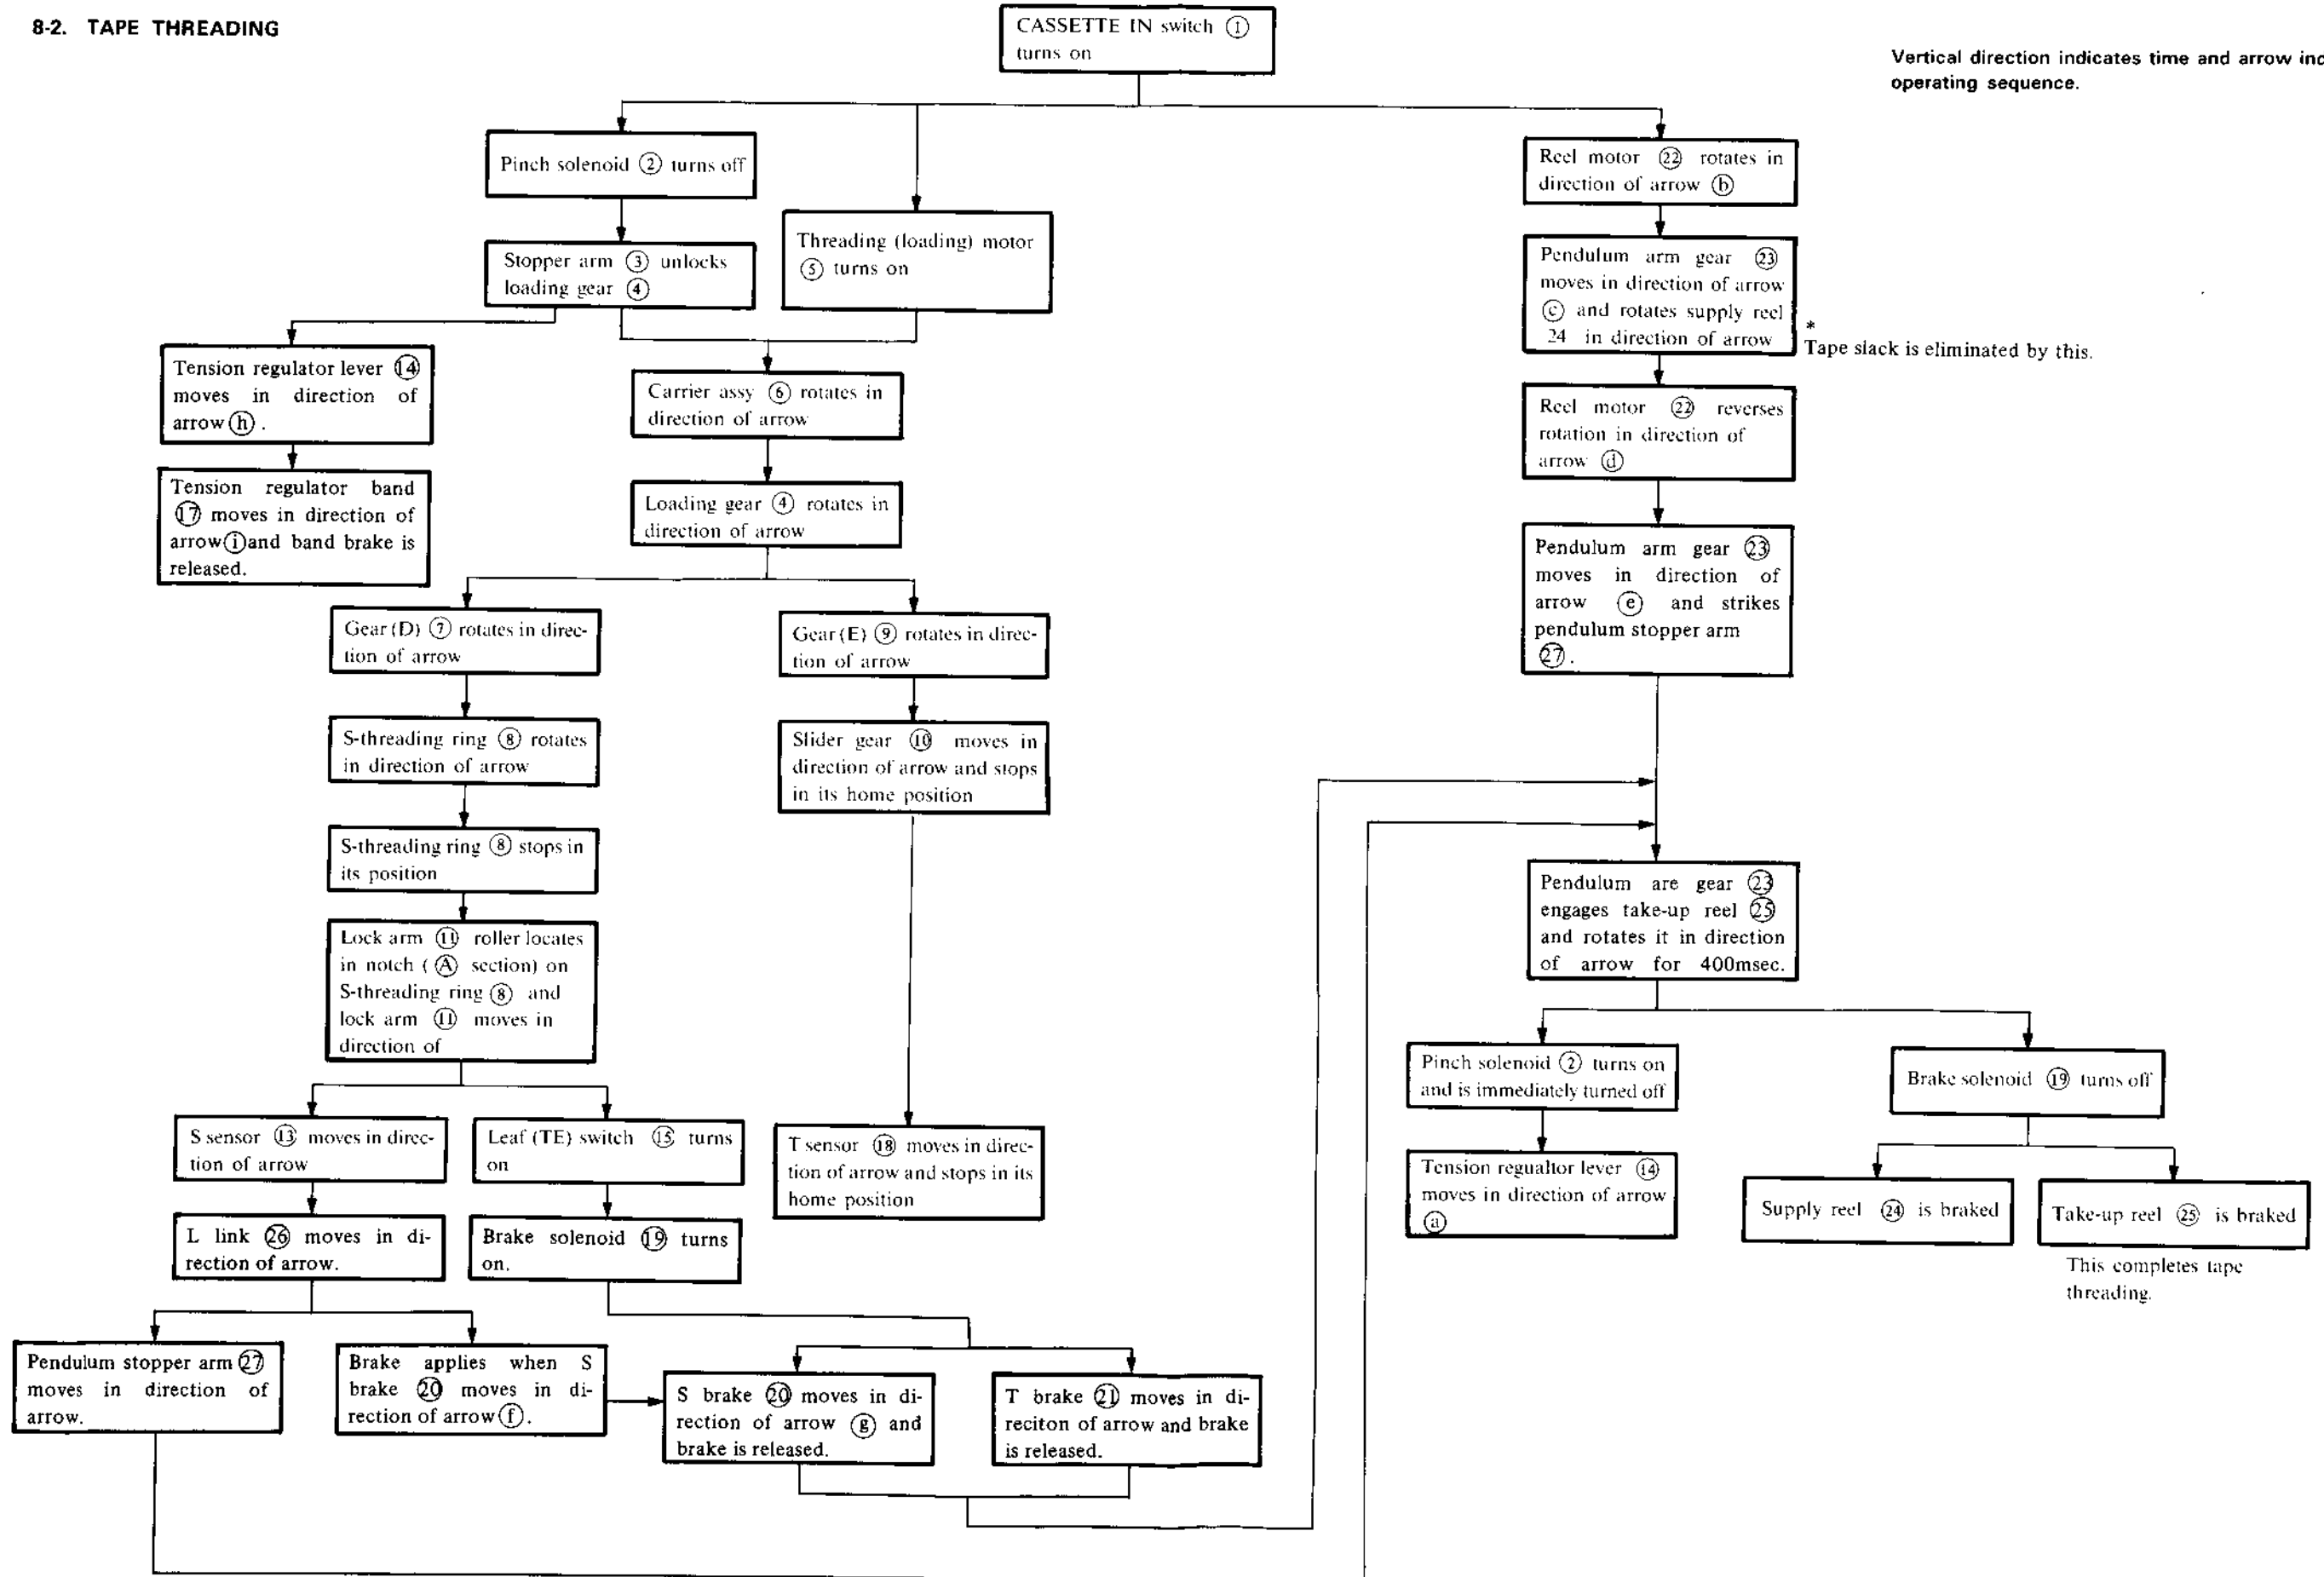 8-2. TAPE THREADING
CASSETTE IN switch ①
turns on
Vertical direction indicates time and arrow inc
operating sequence.
Pinch solenoid ② turns off
Stopper arm ③ unlocks
loading gear ④
Threading (loading) motor
⑤ turns on
Tension regulator lever ⑭
moves in direction of
arrow ⓗ .
Tension regulator band
⑰ moves in direction of
arrow ⓘ and band brake is
released.
Carrier assy ⑥ rotates in
direction of arrow
Loading gear ④ rotates in
direction of arrow
Gear (D) ⑦ rotates in direc-
tion of arrow
S-threading ring ⑧ rotates
in direction of arrow
S-threading ring ⑧ stops in
its position
Lock arm ⑪ roller locates
in notch ( Ⓐ section) on
S-threading ring ⑧ and
lock arm ⑪ moves in
direction of
Gear (E) ⑨ rotates in direc-
tion of arrow
Slider gear ⑩ moves in
direction of arrow and stops
in its home position
S sensor ⑬ moves in direc-
tion of arrow
L link ㉖ moves in di-
rection of arrow.
Leaf (TE) switch ⑮ turns
on
Brake solenoid ⑲ turns
on.
T sensor ⑱ moves in direc-
tion of arrow and stops in its
home position
Pendulum stopper arm ㉗
moves in direction of
arrow.
Brake applies when S
brake ⑳ moves in di-
rection of arrow ⓕ .
S brake ⑳ moves in di-
rection of arrow ⓖ and
brake is released.
T brake ㉑ moves in di-
reciton of arrow and brake
is released.
Reel motor ㉒ rotates in
direction of arrow ⓑ
Pendulum arm gear ㉓
moves in direction of arrow
ⓒ and rotates supply reel
24 in direction of arrow
*
Tape slack is eliminated by this.
Reel motor ㉒ reverses
rotation in direction of
arrow ⓓ
Pendulum arm gear ㉓
moves in direction of
arrow ⓔ and strikes
pendulum stopper arm
㉗ .
Pendulum are gear ㉓
engages take-up reel ㉕
and rotates it in direction
of arrow for 400msec.
Pinch solenoid ② turns on
and is immediately turned off
Tension regualtor lever ⑭
moves in direction of arrow
ⓐ
Brake solenoid ⑲ turns off
Supply reel ㉔ is braked
Take-up reel ㉕ is braked
This completes tape
threading.